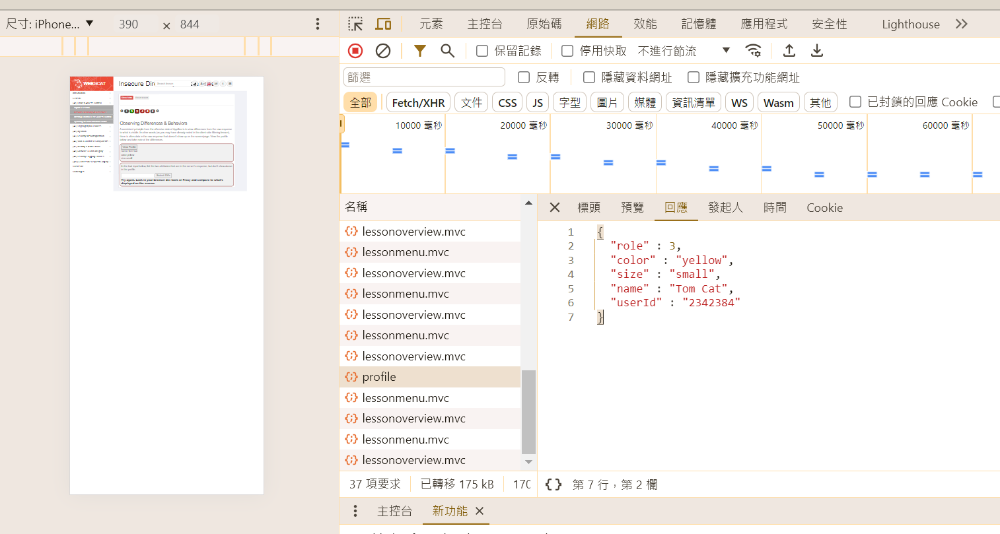 尺寸: iPhone... ▼ 390 × 844
元素 主控台 原始碼 網路 效能 記憶體 應用程式 安全性 Lighthouse
保留記錄 停用快取 不進行節流
篩選 反轉 隱藏資料網址 隱藏擴充功能網址
全部 Fetch/XHR 文件 CSS JS 字型 圖片 媒體 資訊清單 WS Wasm 其他 已封鎖的回應 Cookie
10000 毫秒 20000 毫秒 30000 毫秒 40000 毫秒 50000 毫秒 60000 毫秒
WEBGOAT
Insecure Dir
Observing Differences & Behaviors
View Profile
Try again. Look in your browser dev tools or Proxy and compare to what's
displayed on the screen.
名稱
lessonoverview.mvc
lessonmenu.mvc
lessonoverview.mvc
lessonmenu.mvc
lessonoverview.mvc
lessonmenu.mvc
lessonoverview.mvc
profile
lessonmenu.mvc
lessonoverview.mvc
lessonmenu.mvc
lessonoverview.mvc
37 項要求 已轉移 175 kB 170
標頭 預覽 回應 發起人 時間 Cookie
1 {
2 "role" : 3,
3 "color" : "yellow",
4 "size" : "small",
5 "name" : "Tom Cat",
6 "userId" : "2342384"
7 }
{ } 第 7 行，第 2 欄
主控台 新功能